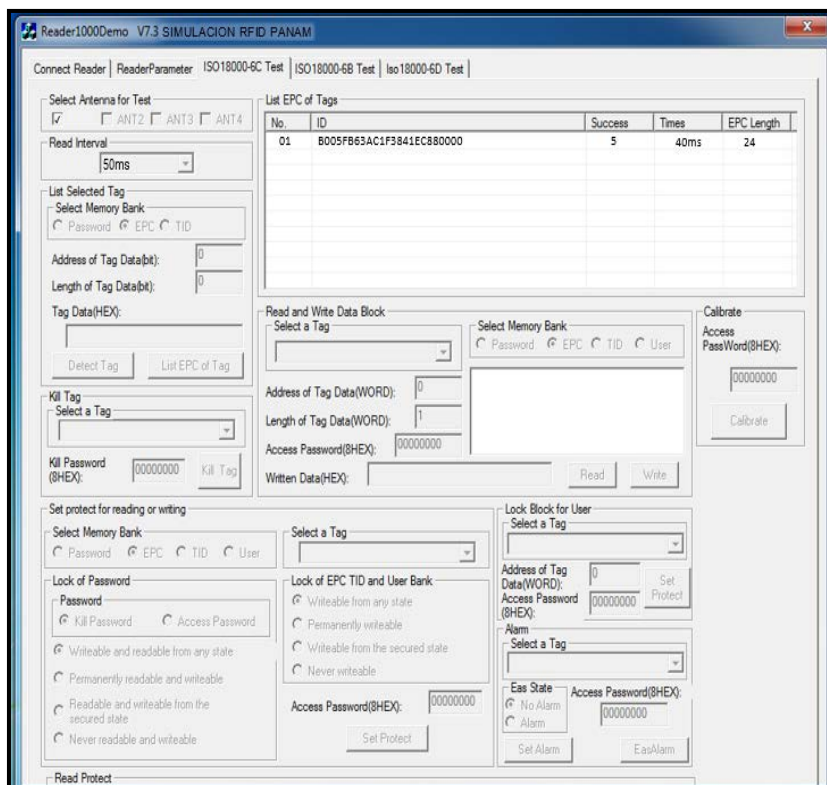 Reader1000Demo V7.3 SIMULACION RFID PANAM
Connect Reader ReaderParameter ISO18000-6C Test ISO18000-6B Test Iso18000-6D Test
Select Antenna for Test
ANT2 ANT3 ANT4
Read Interval
50ms
List Selected Tag
Select Memory Bank
Password EPC TID
Address of Tag Data(bit): 0
Length of Tag Data(bit): 0
Tag Data(HEX):
Detect Tag List EPC of Tag
Kill Tag
Select a Tag
Kill Password
(8HEX): 00000000 Kill Tag
List EPC of Tags
No. ID Success Times EPC Length
01 B005FB63AC1F3841EC880000 5 40ms 24
Read and Write Data Block
Select a Tag
Select Memory Bank
Password EPC TID User
Address of Tag Data(WORD): 0
Length of Tag Data(WORD): 1
Access Password(8HEX): 00000000
Written Data(HEX): Read Write
Calibrate
Access
PassWord(8HEX):
00000000
Calibrate
Set protect for reading or writing
Select Memory Bank
Password EPC TID User
Select a Tag
Lock of Password
Password
Kill Password Access Password
Writeable and readable from any state
Permanently readable and writeable
Readable and writeable from the
secured state
Never readable and writeable
Lock of EPC TID and User Bank
Writeable from any state
Permanently writeable
Writeable from the secured state
Never writeable
Access Password(8HEX): 00000000
Set Protect
Lock Block for User
Select a Tag
Address of Tag
Data(WORD): 0
Access Password
(8HEX): 00000000
Set
Protect
Alarm
Select a Tag
Eas State
No Alarm
Alarm
Access Password(8HEX):
00000000
Set Alarm EasAlarm
Read Protect